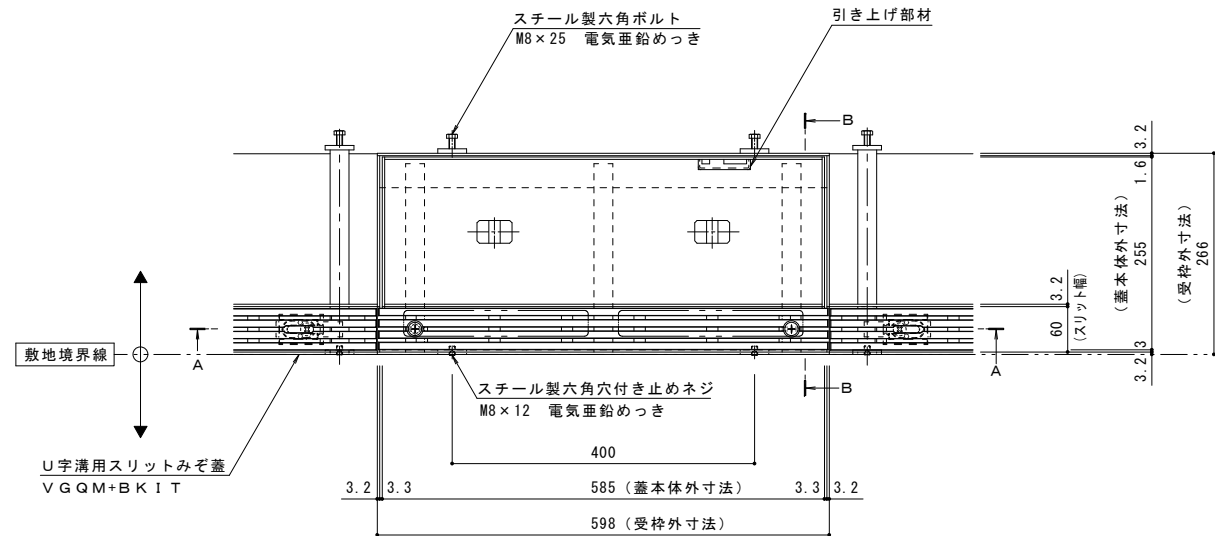 スチール製六角ボルト
M8×25 電気亜鉛めっき
引き上げ部材
B
3.2
1.6
(蓋本体外寸法)
255
(受枠外寸法)
266
3.2
60
(スリット幅)
3
3.2
敷地境界線
A
A
スチール製六角穴付き止めネジ
M8×12 電気亜鉛めっき
B
U字溝用スリットみぞ蓋
VGQM+BKIT
400
3.2
3.3
585(蓋本体外寸法)
3.3
3.2
598(受枠外寸法)